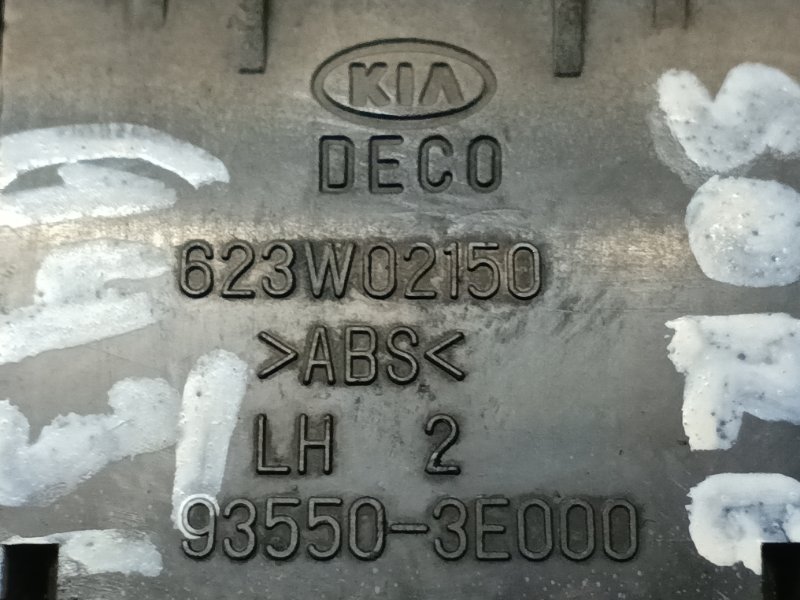 KIA
DECO
623W02150
>ABS<
LH 2
93550-3E000